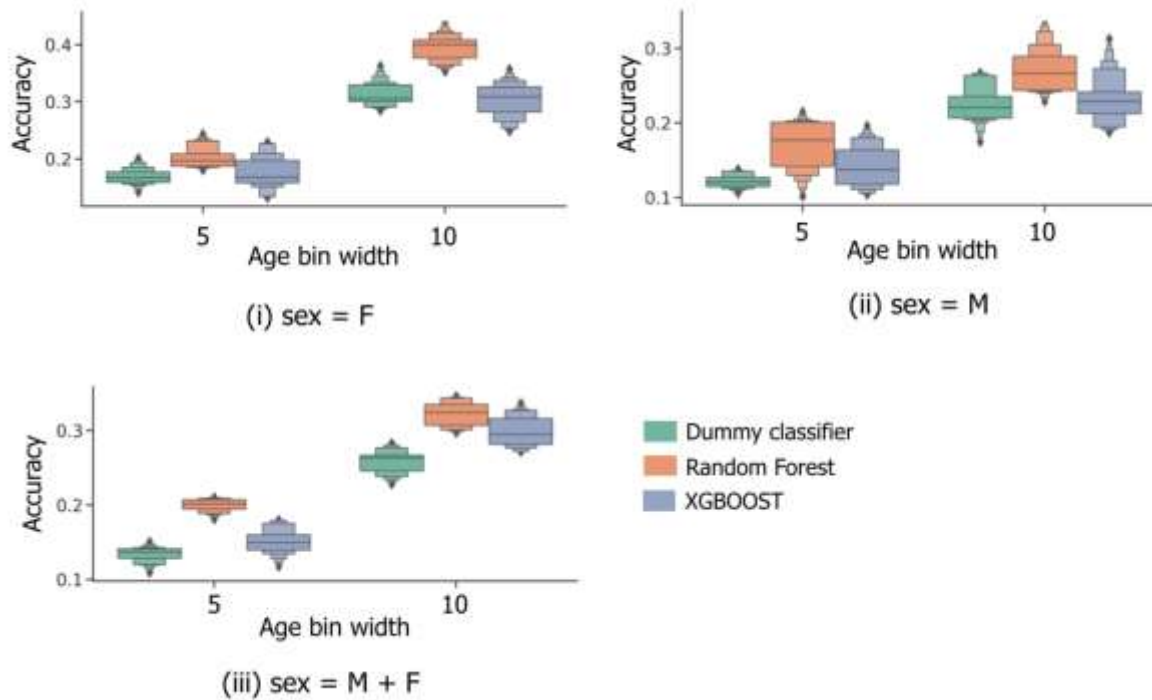 Accuracy
0.4
0.3
0.2
5
10
Age bin width
(i) sex = F
Accuracy
0.3
0.2
0.1
5
10
Age bin width
(ii) sex = M
Accuracy
0.3
0.2
0.1
5
10
Age bin width
(iii) sex = M + F
Dummy classifier
Random Forest
XGBOOST